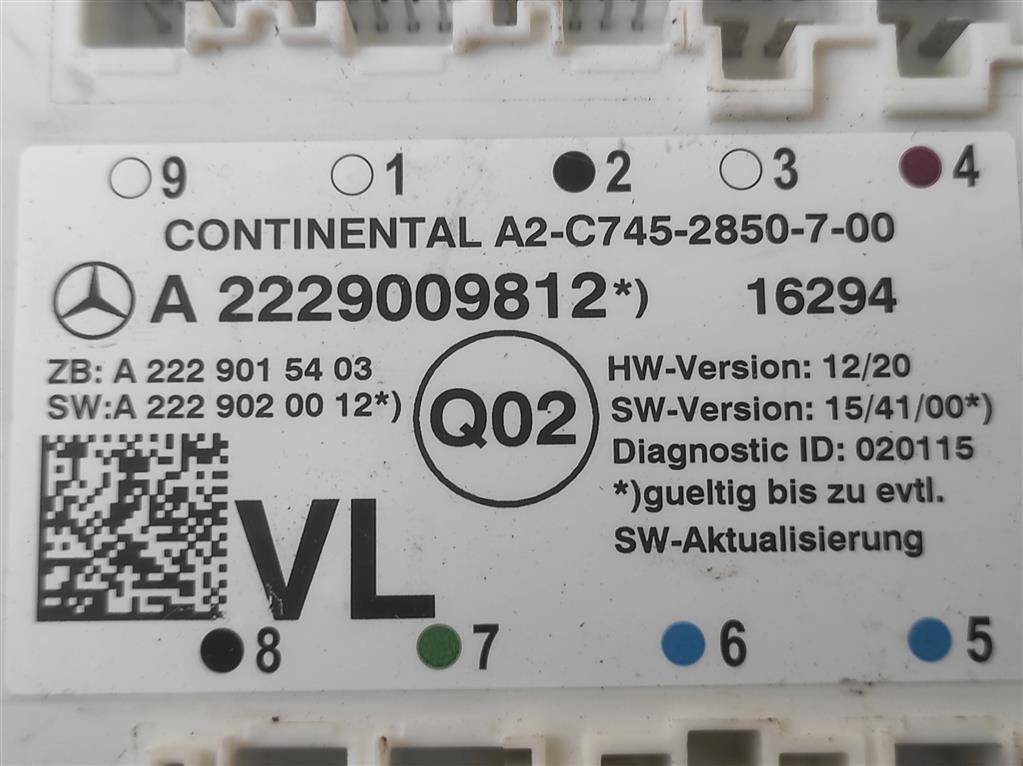 9 1 2 3 4
CONTINENTAL A2-C745-2850-7-00
A 2229009812*) 16294
ZB: A 222 901 54 03
SW:A 222 902 00 12*)
Q02
HW-Version: 12/20
SW-Version: 15/41/00*)
Diagnostic ID: 020115
*)gueltig bis zu evtl.
SW-Aktualisierung
VL
8 7 6 5